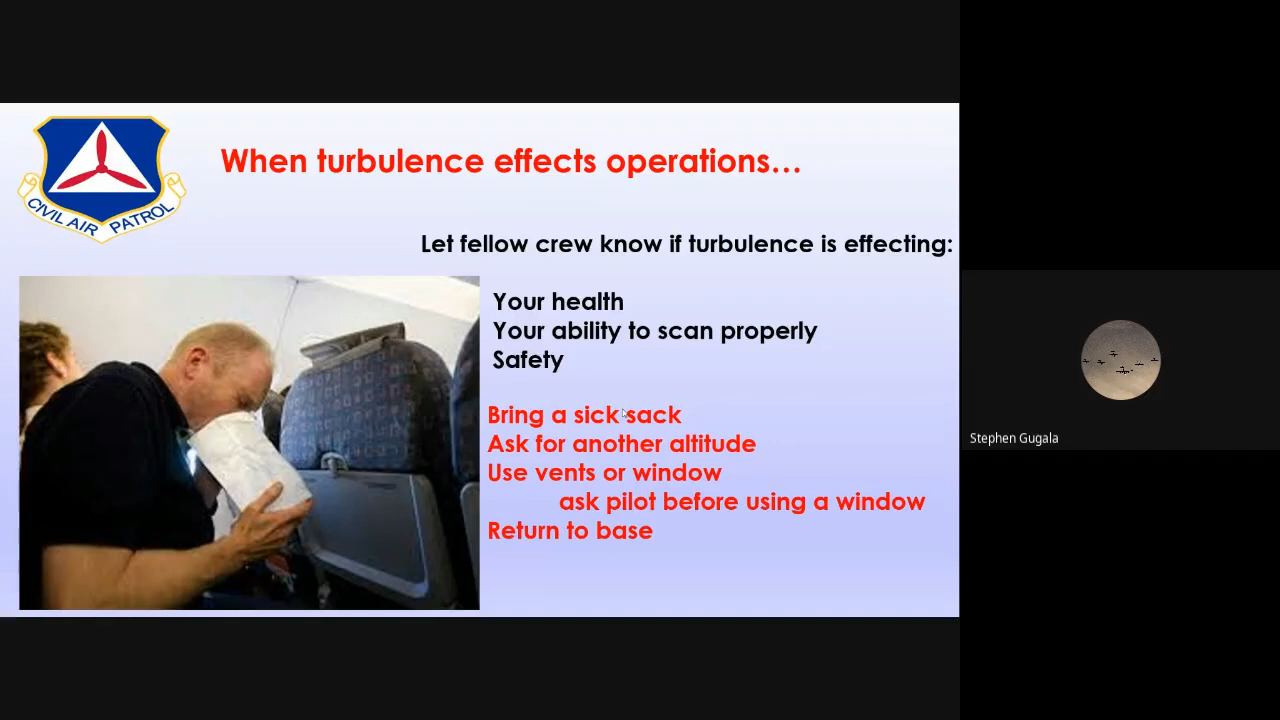 CIVIL AIR PATROL
When turbulence effects operations...
Let fellow crew know if turbulence is effecting:
Your health
Your ability to scan properly
Safety
Bring a sick sack
Ask for another altitude
Use vents or window
ask pilot before using a window
Return to base
Stephen Gugala